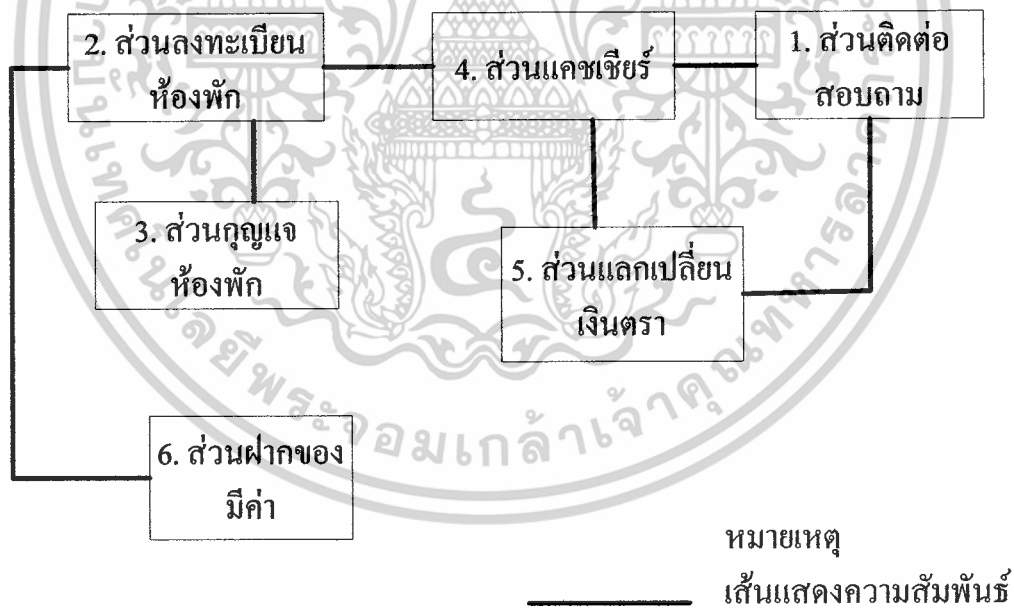 2. ส่วนลงทะเบียน
ห้องพัก
4. ส่วนแคชเชียร์
1. ส่วนติดต่อ
สอบถาม
3. ส่วนกุญแจ
ห้องพัก
5. ส่วนแลกเปลี่ยน
เงินตรา
6. ส่วนฝากของ
มีค่า
หมายเหตุ
เส้นแสดงความสัมพันธ์